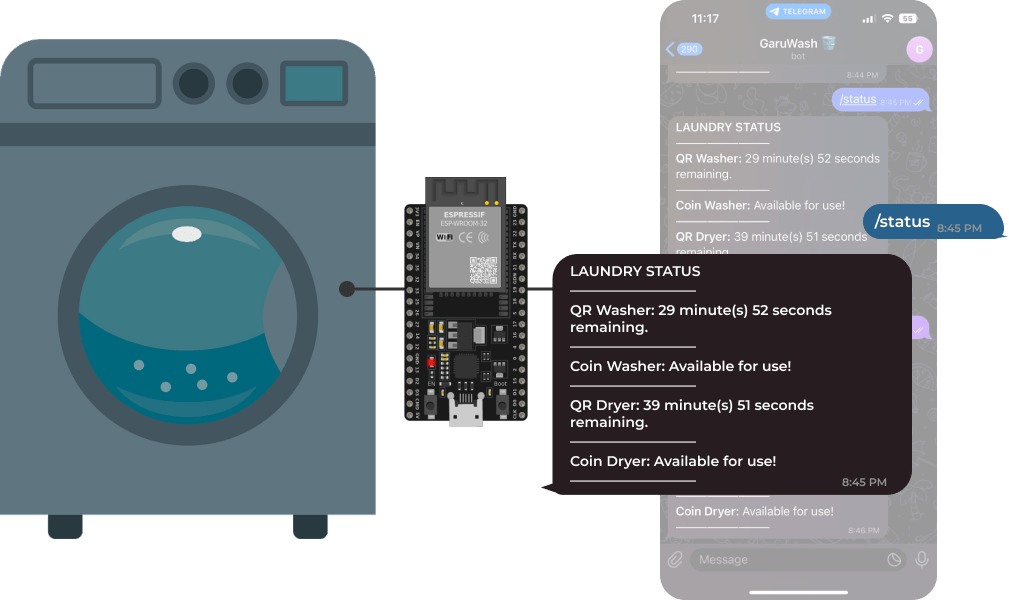 11:17
TELEGRAM
55
290
GaruWash
bot
G
8:44 PM
/status 8:45 PM
LAUNDRY STATUS
QR Washer: 29 minute(s) 52 seconds
remaining.
Coin Washer: Available for use!
QR Dryer: 39 minute(s) 51 seconds
remaining.
/status 8:45 PM
ESPRESSIF
ESP-WROOM-32
WiFi
CE
EN
Boot
LAUNDRY STATUS
QR Washer: 29 minute(s) 52 seconds
remaining.
Coin Washer: Available for use!
QR Dryer: 39 minute(s) 51 seconds
remaining.
Coin Dryer: Available for use!
8:45 PM
Coin Dryer: Available for use!
8:46 PM
Message